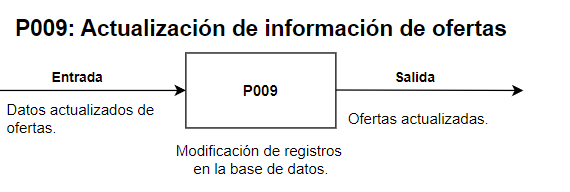 P009: Actualización de información de ofertas
Entrada
P009
Salida
Datos actualizados de
ofertas.
Ofertas actualizadas.
Modificación de registros
en la base de datos.